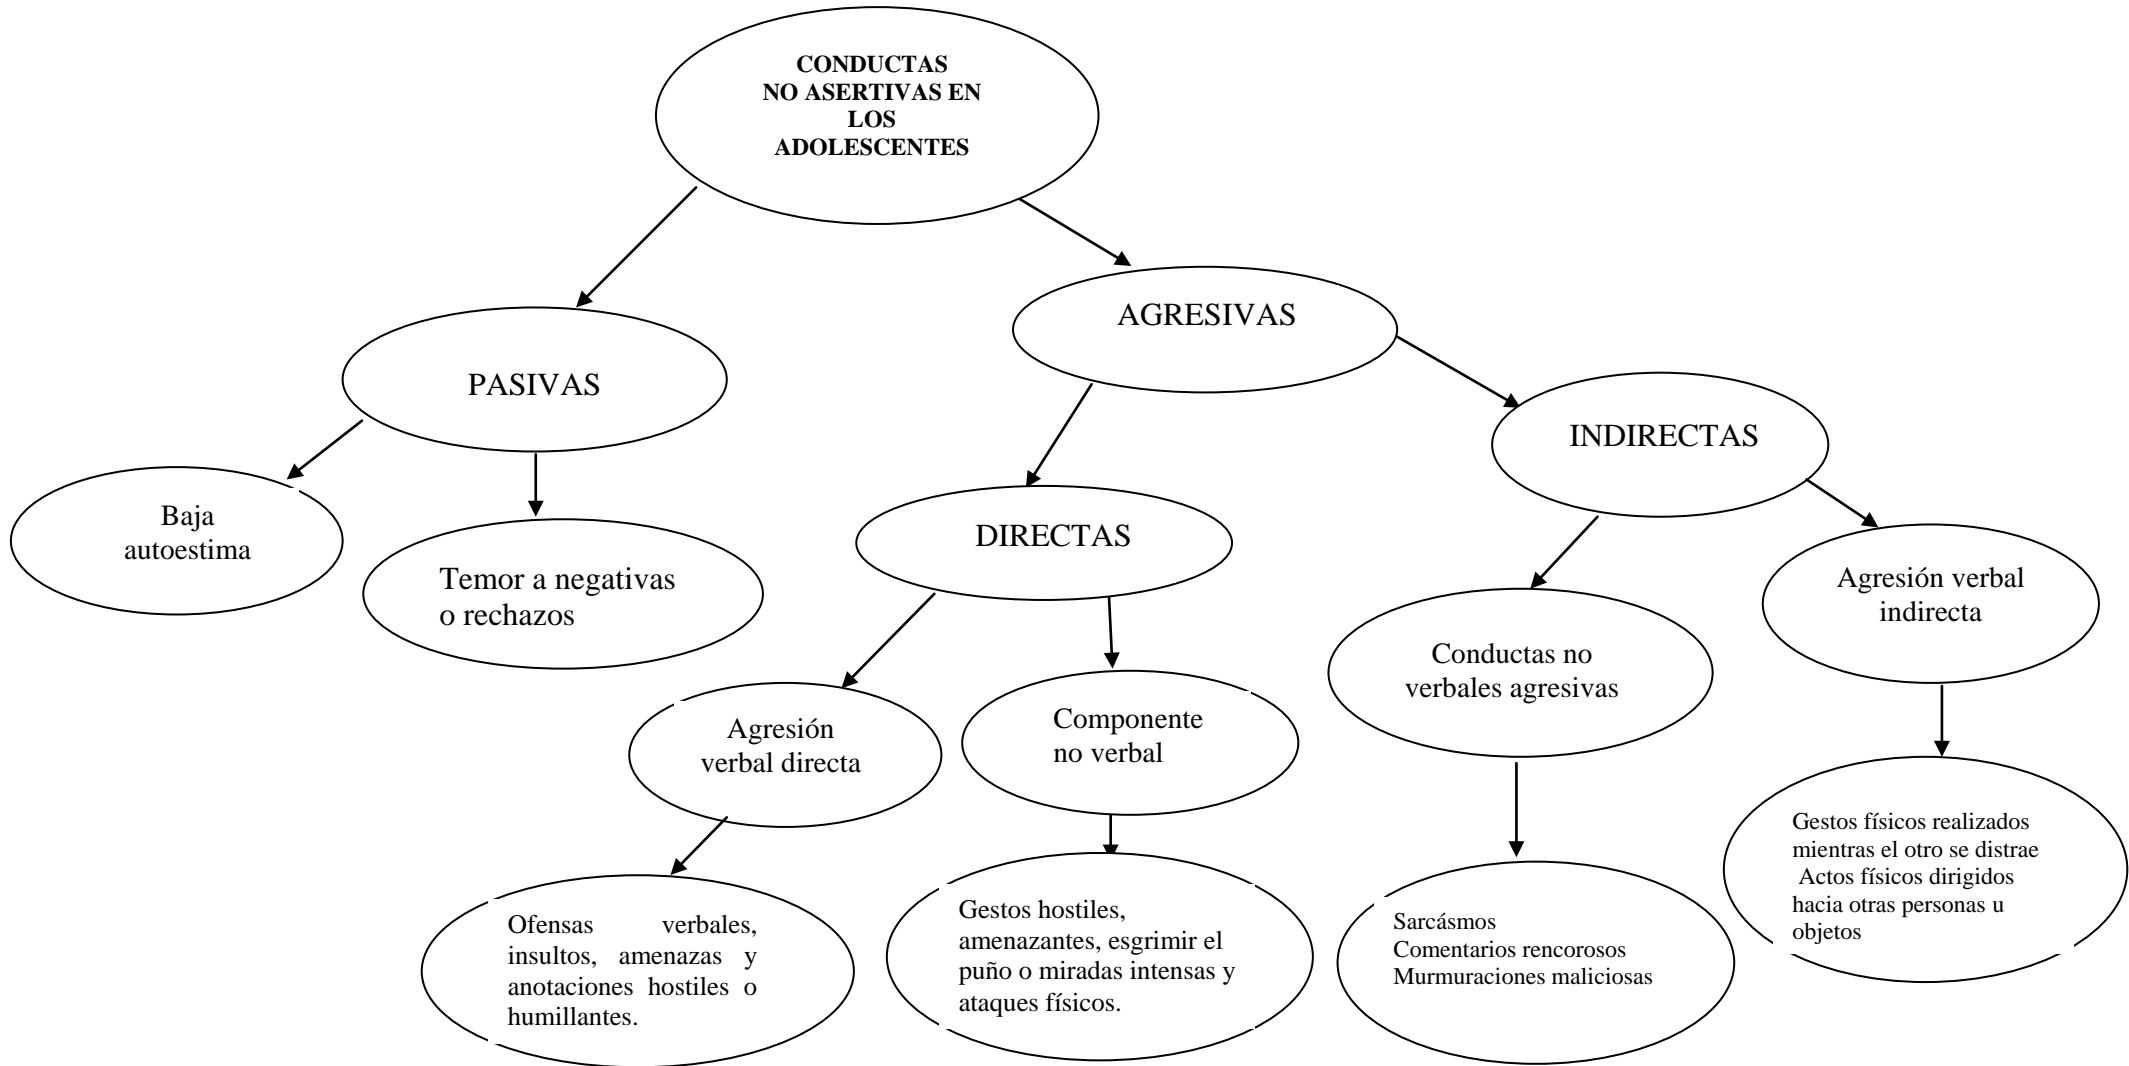 CONDUCTAS
NO ASERTIVAS EN
LOS
ADOLESCENTES
AGRESIVAS
PASIVAS
INDIRECTAS
Baja
autoestima
DIRECTAS
Temor a negativas
o rechazos
Agresión verbal
indirecta
Conductas no
verbales agresivas
Agresión
verbal directa
Componente
no verbal
Gestos físicos realizados
mientras el otro se distrae
Actos físicos dirigidos
hacia otras personas u
objetos
Ofensas verbales,
insultos, amenazas y
anotaciones hostiles o
humillantes.
Gestos hostiles,
amenazantes, esgrimir el
puño o miradas intensas y
ataques físicos.
Sarcásmos
Comentarios rencorosos
Murmuraciones maliciosas